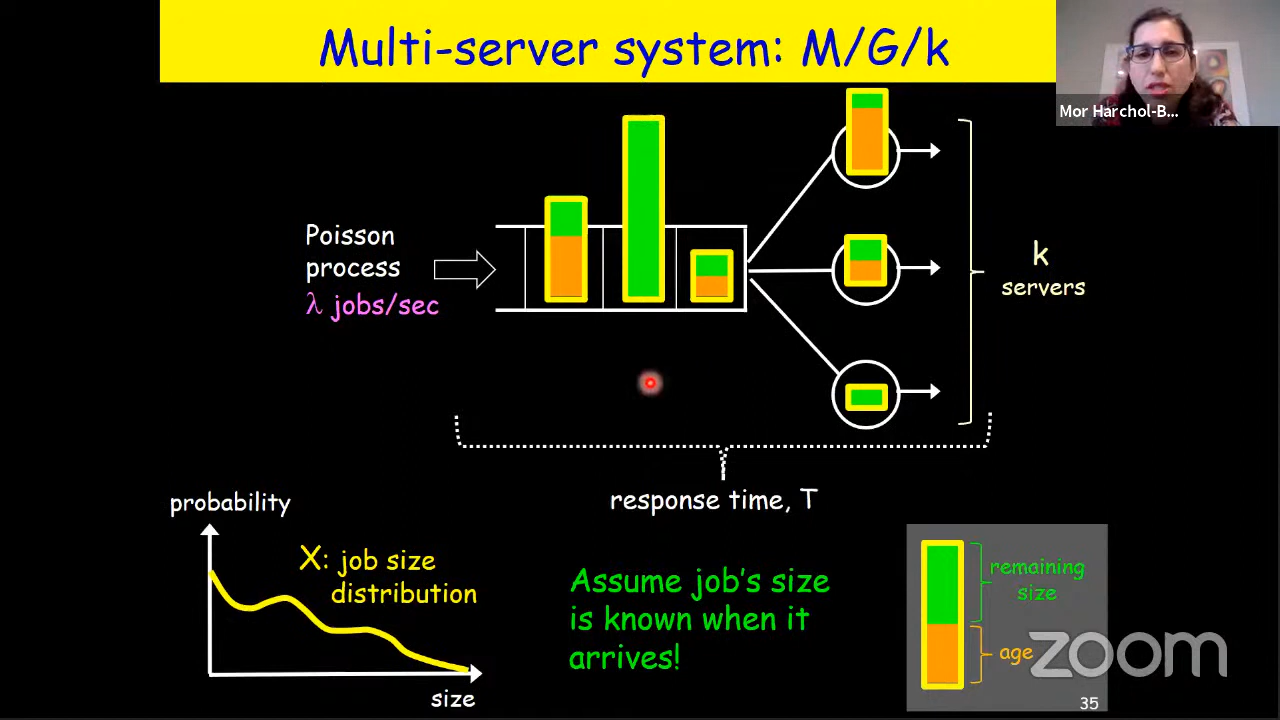 Multi-server system: M/G/k
Mor Harchol-B...
Poisson
process
λ jobs/sec
k
servers
response time, T
probability
X: job size
distribution
size
Assume job's size
is known when it
arrives!
remaining
size
age
zoom
35